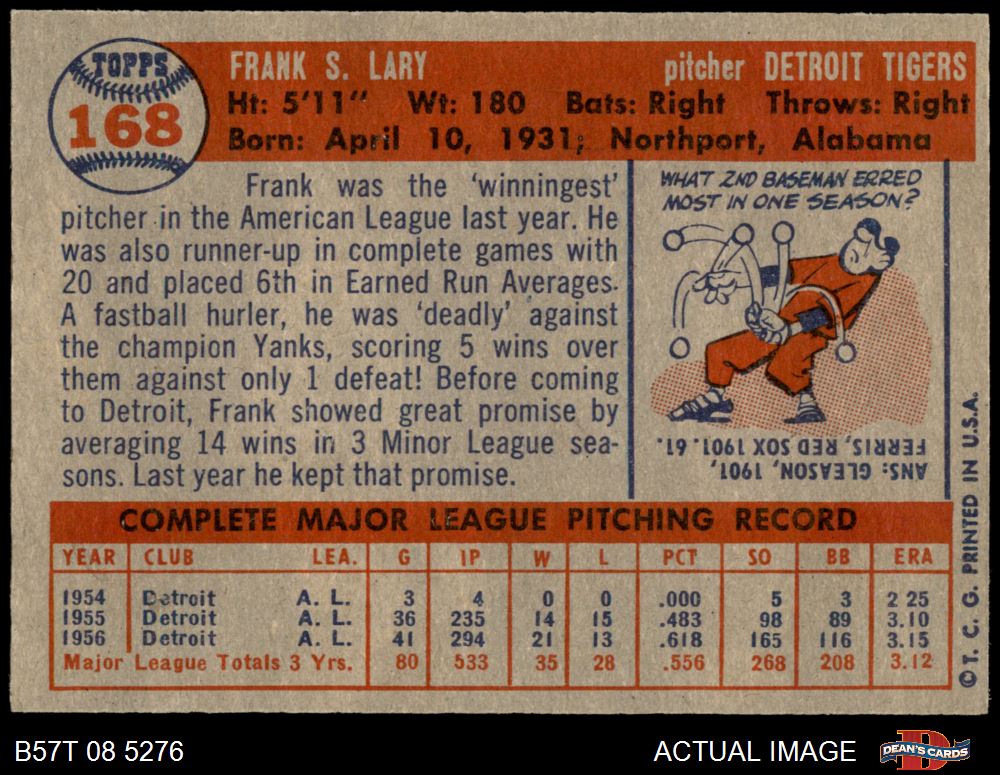 TOPPS
168
FRANK S. LARY pitcher DETROIT TIGERS
Ht: 5'11" Wt: 180 Bats: Right Throws: Right
Born: April 10, 1931; Northport, Alabama
Frank was the 'winningest'
pitcher in the American League last year. He
was also runner-up in complete games with
20 and placed 6th in Earned Run Averages.
A fastball hurler, he was 'deadly' against
the champion Yanks, scoring 5 wins over
them against only 1 defeat! Before coming
to Detroit, Frank showed great promise by
averaging 14 wins in 3 Minor League sea-
sons. Last year he kept that promise.
WHAT 2ND BASEMAN ERRED
MOST IN ONE SEASON?
ANS: GLEASON, 1901,
FERRIS, RED SOX 1901. 61.
COMPLETE MAJOR LEAGUE PITCHING RECORD
YEAR CLUB LEA. G IP W L PCT SO BB ERA
1954 Detroit A. L. 3 4 0 0 .000 5 3 2 25
1955 Detroit A. L. 36 235 14 15 .483 98 89 3.10
1956 Detroit A. L. 41 294 21 13 .618 165 116 3.15
Major League Totals 3 Yrs. 80 533 35 28 .556 268 208 3.12
© T. C. G. PRINTED IN U.S.A.
B57T 08 5276 ACTUAL IMAGE D DEAN'S CARDS